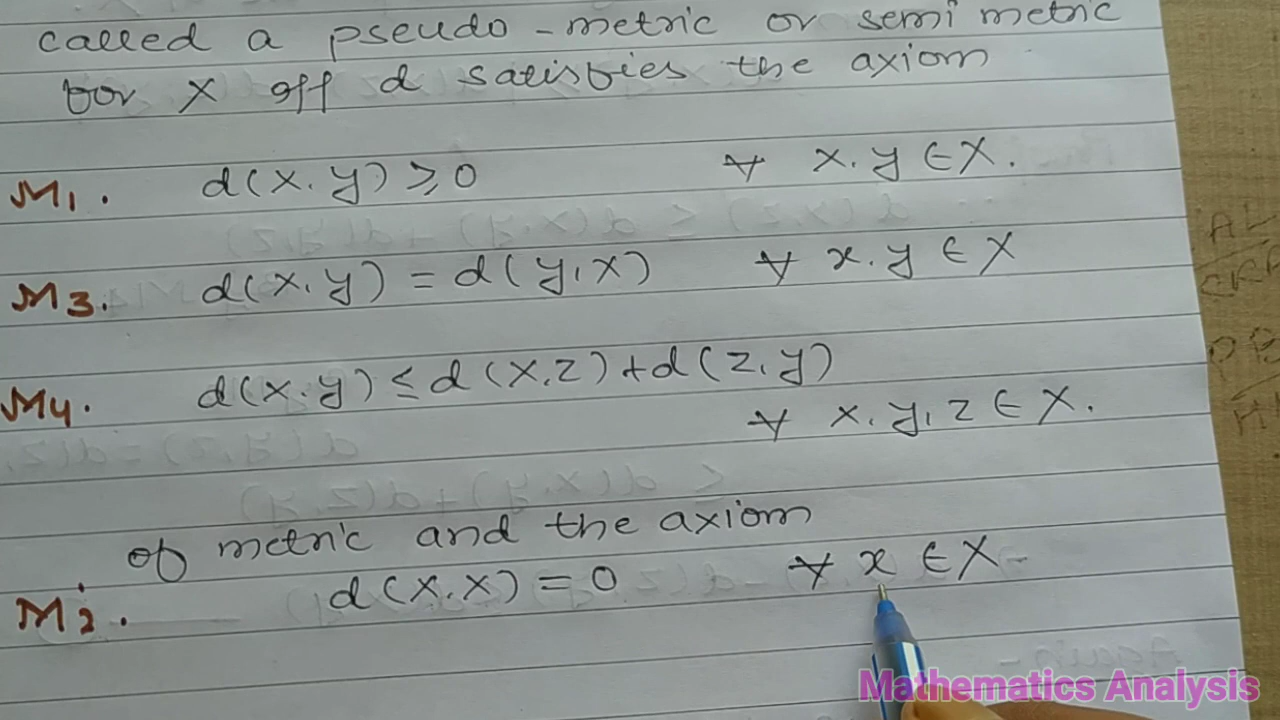 called a pseudo-metric or semi metric
for X iff d satisfies the axiom
M1. d(x,y) ≥ 0 ∀ x,y ∈ X.
M3. d(x,y) = d(y,x) ∀ x,y ∈ X
M4. d(x,y) ≤ d(x,z)+d(z,y)
∀ x,y,z ∈ X.
of metric and the axiom
M'2. d(x,x) = 0 ∀ x ∈ X
Mathematics Analysis